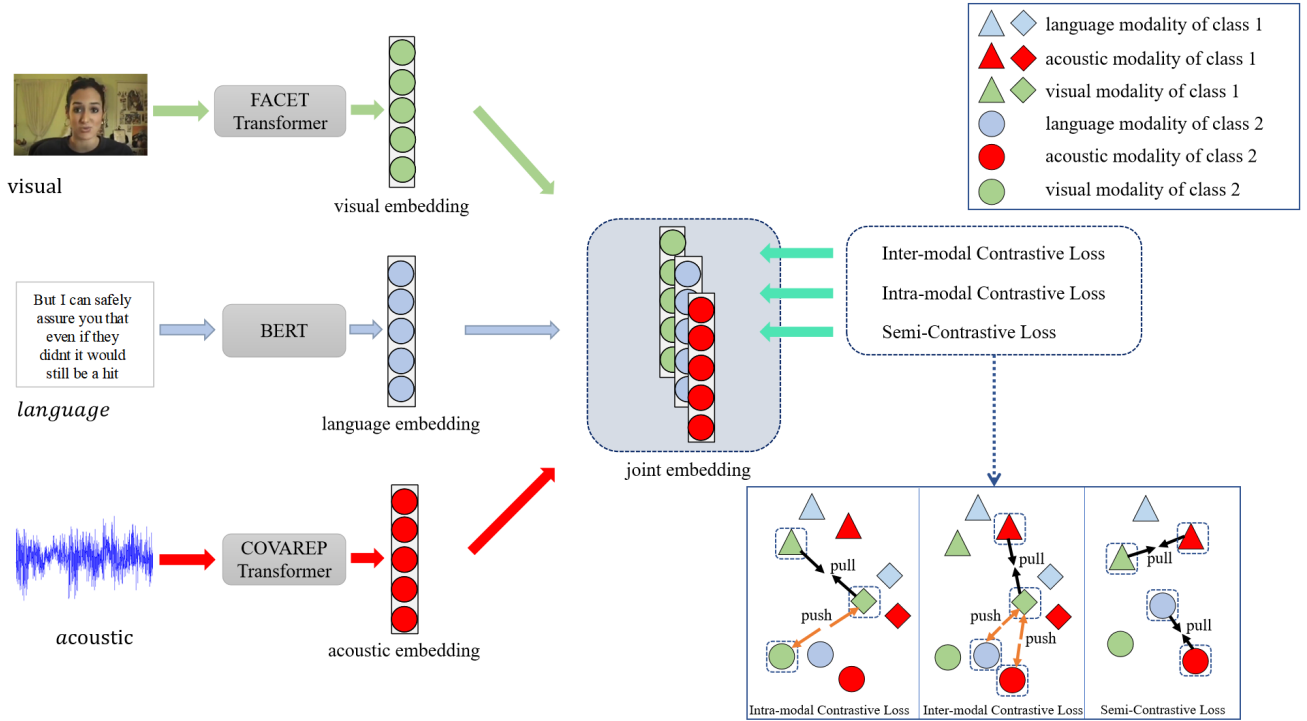 FACET
Transformer
visual
visual embedding
But I can safely
assure you that
even if they
didnt it would
still be a hit
BERT
language
language embedding
COVAREP
Transformer
acoustic
acoustic embedding
joint embedding
language modality of class 1
acoustic modality of class 1
visual modality of class 1
language modality of class 2
acoustic modality of class 2
visual modality of class 2
Inter-modal Contrastive Loss
Intra-modal Contrastive Loss
Semi-Contrastive Loss
pull
push
Intra-modal Contrastive Loss
pull
push
push
Inter-modal Contrastive Loss
pull
pull
Semi-Contrastive Loss